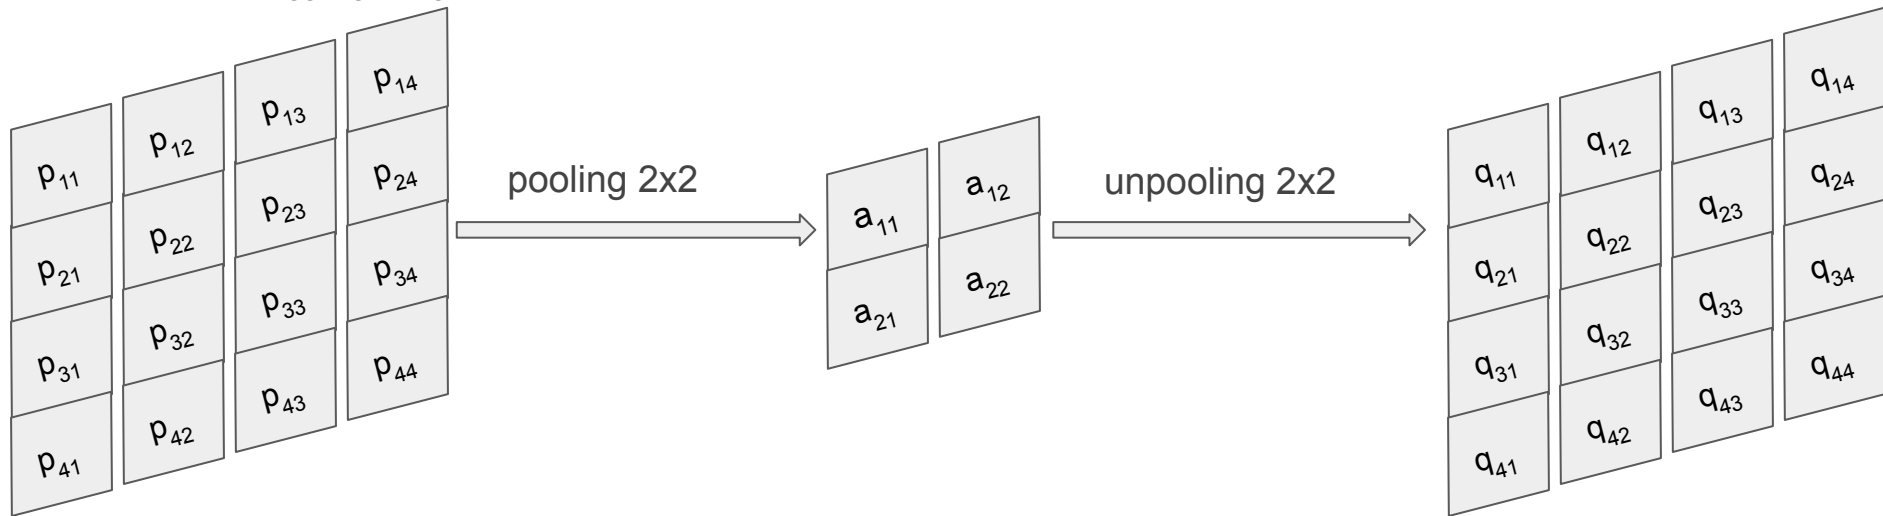 p₁₁ p₁₂ p₁₃ p₁₄
p₂₁ p₂₂ p₂₃ p₂₄
p₃₁ p₃₂ p₃₃ p₃₄
p₄₁ p₄₂ p₄₃ p₄₄
pooling 2x2
a₁₁ a₁₂
a₂₁ a₂₂
unpooling 2x2
q₁₁ q₁₂ q₁₃ q₁₄
q₂₁ q₂₂ q₂₃ q₂₄
q₃₁ q₃₂ q₃₃ q₃₄
q₄₁ q₄₂ q₄₃ q₄₄